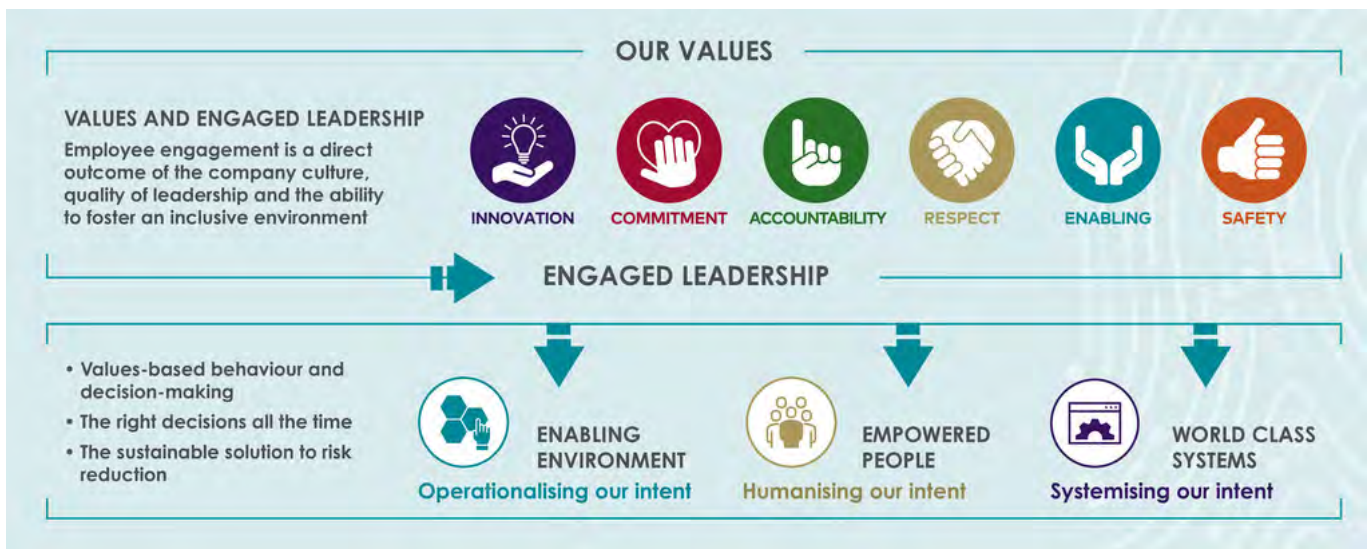 OUR VALUES
VALUES AND ENGAGED LEADERSHIP
Employee engagement is a direct
outcome of the company culture,
quality of leadership and the ability
to foster an inclusive environment
INNOVATION
COMMITMENT
ACCOUNTABILITY
RESPECT
ENABLING
SAFETY
ENGAGED LEADERSHIP
• Values-based behaviour and
decision-making
• The right decisions all the time
• The sustainable solution to risk
reduction
ENABLING
ENVIRONMENT
Operationalising our intent
EMPOWERED
PEOPLE
Humanising our intent
WORLD CLASS
SYSTEMS
Systemising our intent